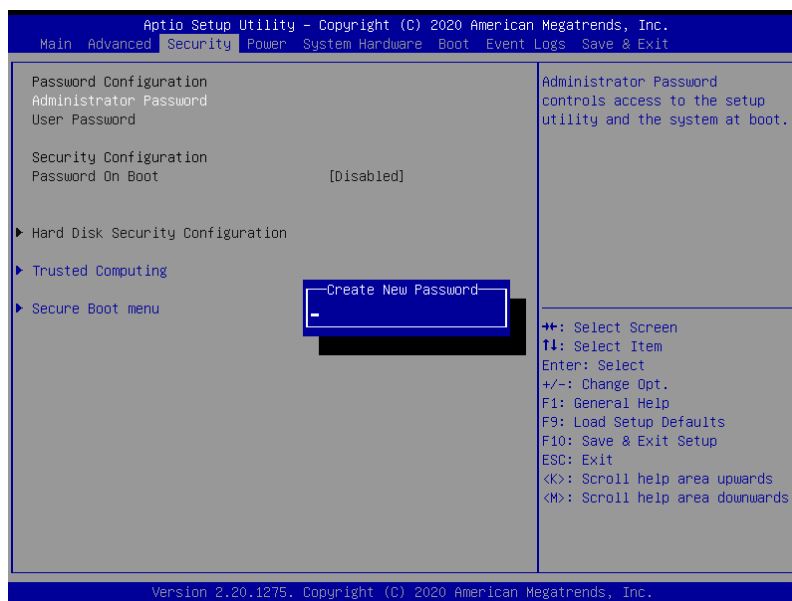 Aptio Setup Utility – Copyright (C) 2020 American Megatrends, Inc.
Main Advanced Security Power System Hardware Boot Event Logs Save & Exit
Password Configuration
Administrator Password
User Password
Security Configuration
Password On Boot [Disabled]
Hard Disk Security Configuration
Trusted Computing
Secure Boot menu
Create New Password
Administrator Password
controls access to the setup
utility and the system at boot.
→←: Select Screen
↑↓: Select Item
Enter: Select
+/-: Change Opt.
F1: General Help
F9: Load Setup Defaults
F10: Save & Exit Setup
ESC: Exit
<K>: Scroll help area upwards
<M>: Scroll help area downwards
Version 2.20.1275. Copyright (C) 2020 American Megatrends, Inc.